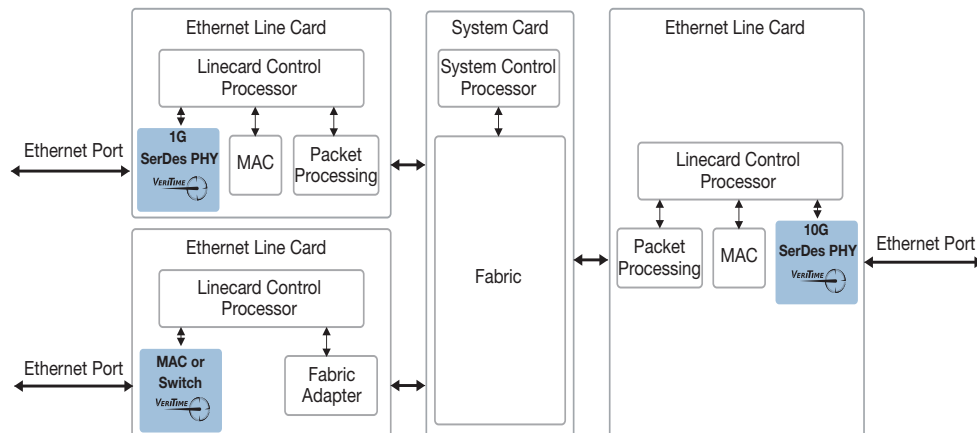 Ethernet Line Card
Linecard Control
Processor
1G
SerDes PHY
VERITIME
MAC
Packet
Processing
Ethernet Port
Ethernet Line Card
Linecard Control
Processor
MAC or
Switch
VERITIME
Fabric
Adapter
Ethernet Port
System Card
System Control
Processor
Fabric
Ethernet Line Card
Linecard Control
Processor
Packet
Processing
MAC
10G
SerDes PHY
VERITIME
Ethernet Port